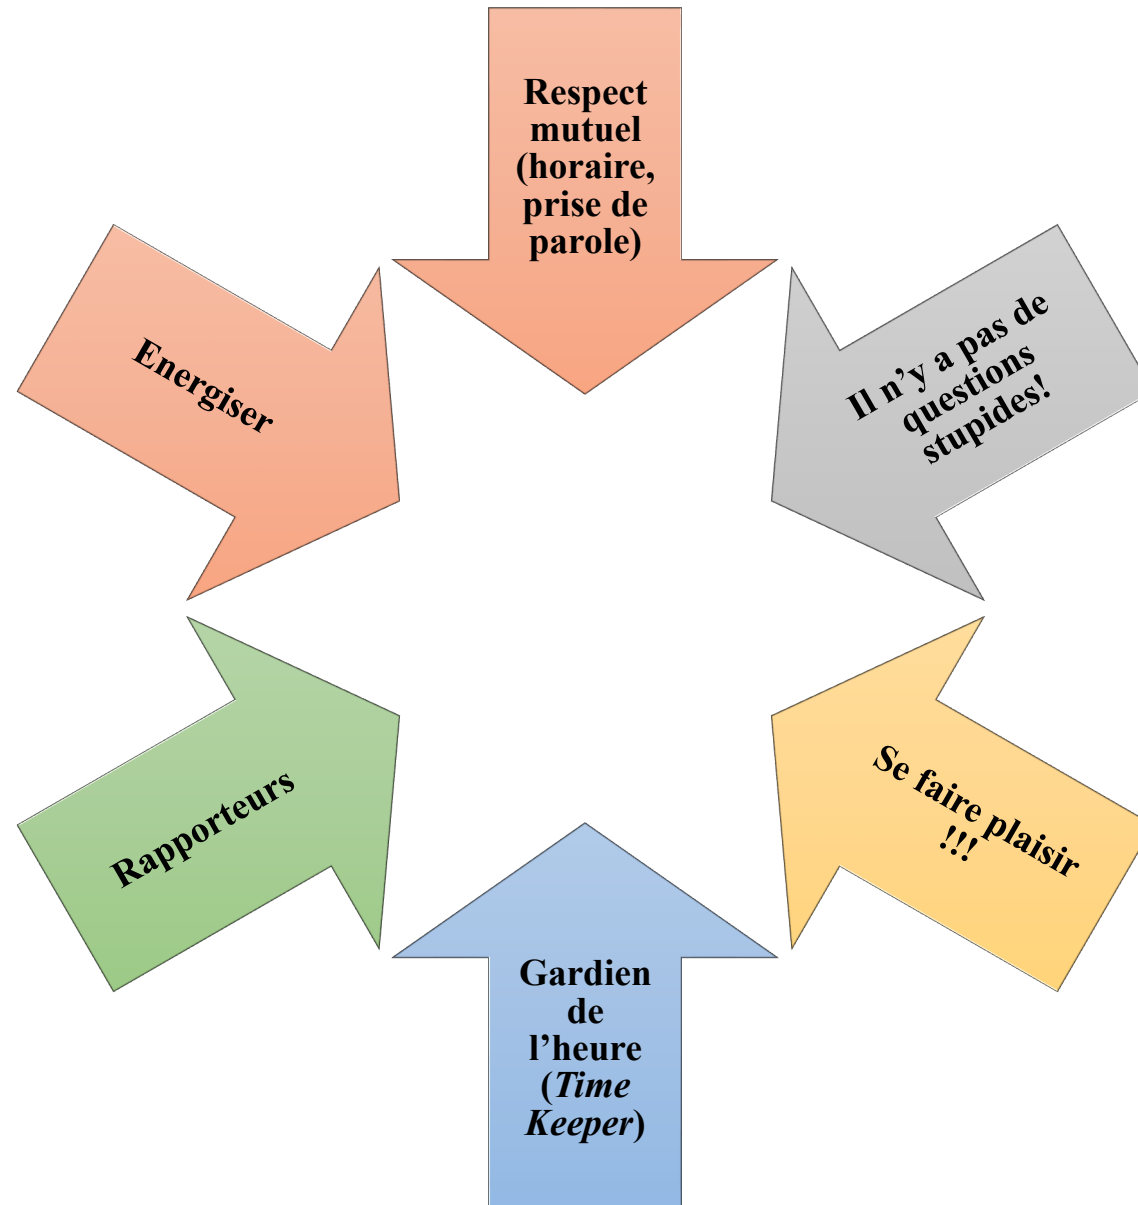 Respect
mutuel
(horaire,
prise de
parole)
Il n’y a pas de
questions
stupides!
Se faire plaisir
!!!
Gardien
de
l’heure
(Time
Keeper)
Rapporteurs
Energiser